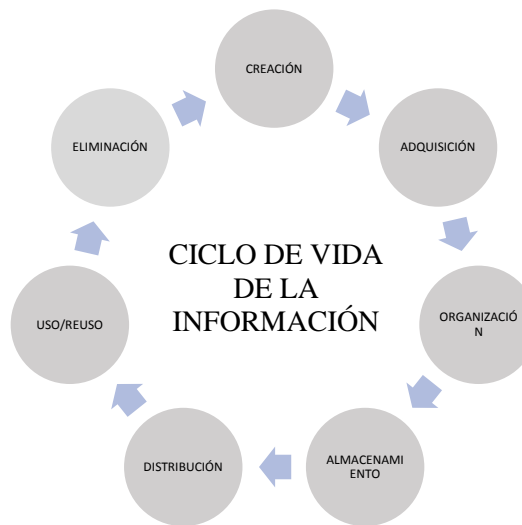 CREACIÓN
ADQUISICIÓN
ORGANIZACIÓ
N
ALMACENAMI
ENTO
DISTRIBUCIÓN
USO/REUSO
ELIMINACIÓN
CICLO DE VIDA
DE LA
INFORMACIÓN